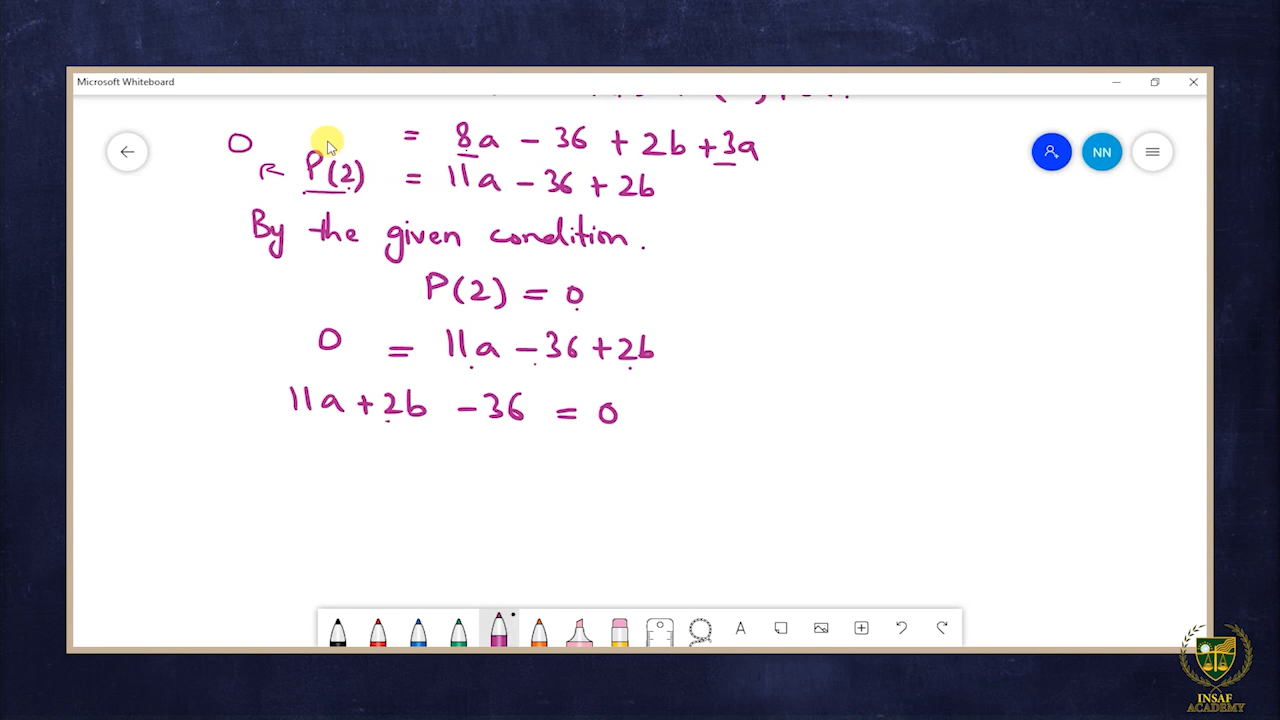 Microsoft Whiteboard
0 = 8a - 36 + 2b + 3a
P(2) = 11a - 36 + 2b
By the given condition.
P(2) = 0
0 = 11a - 36 + 2b
11a + 2b - 36 = 0
NN
A
INSAF
ACADEMY